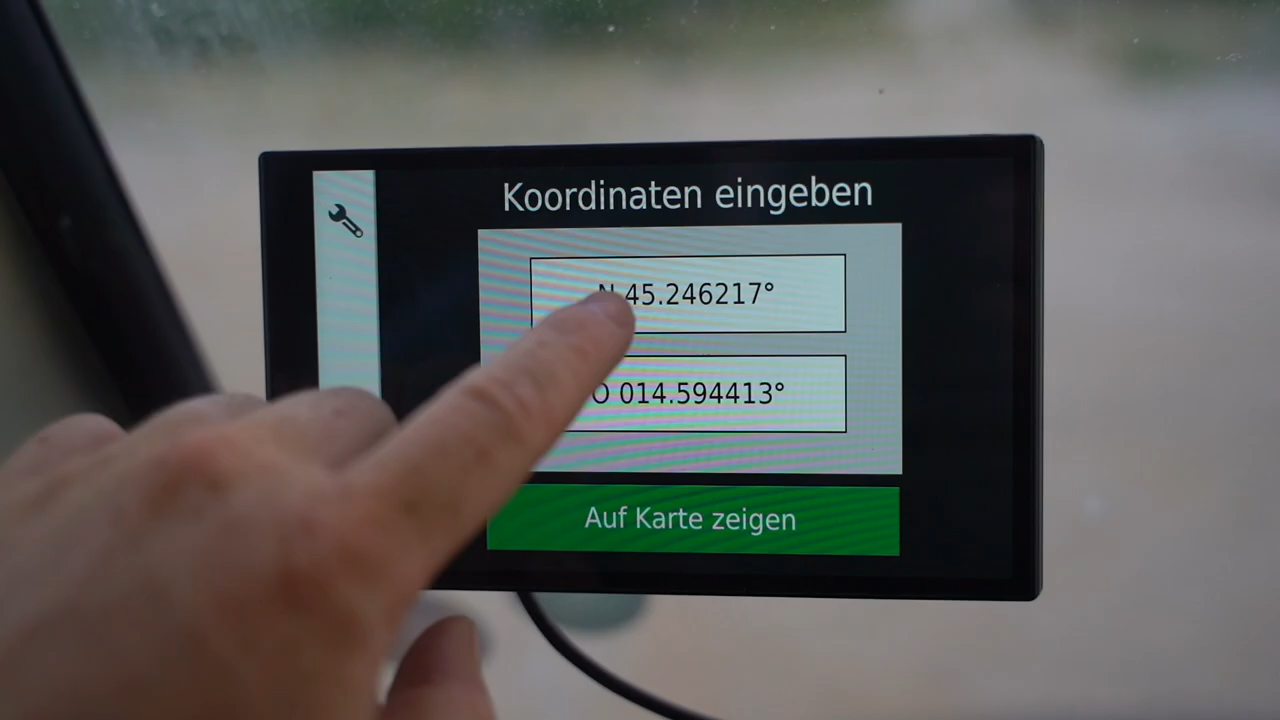 Koordinaten eingeben
N 45.246217°
O 014.594413°
Auf Karte zeigen